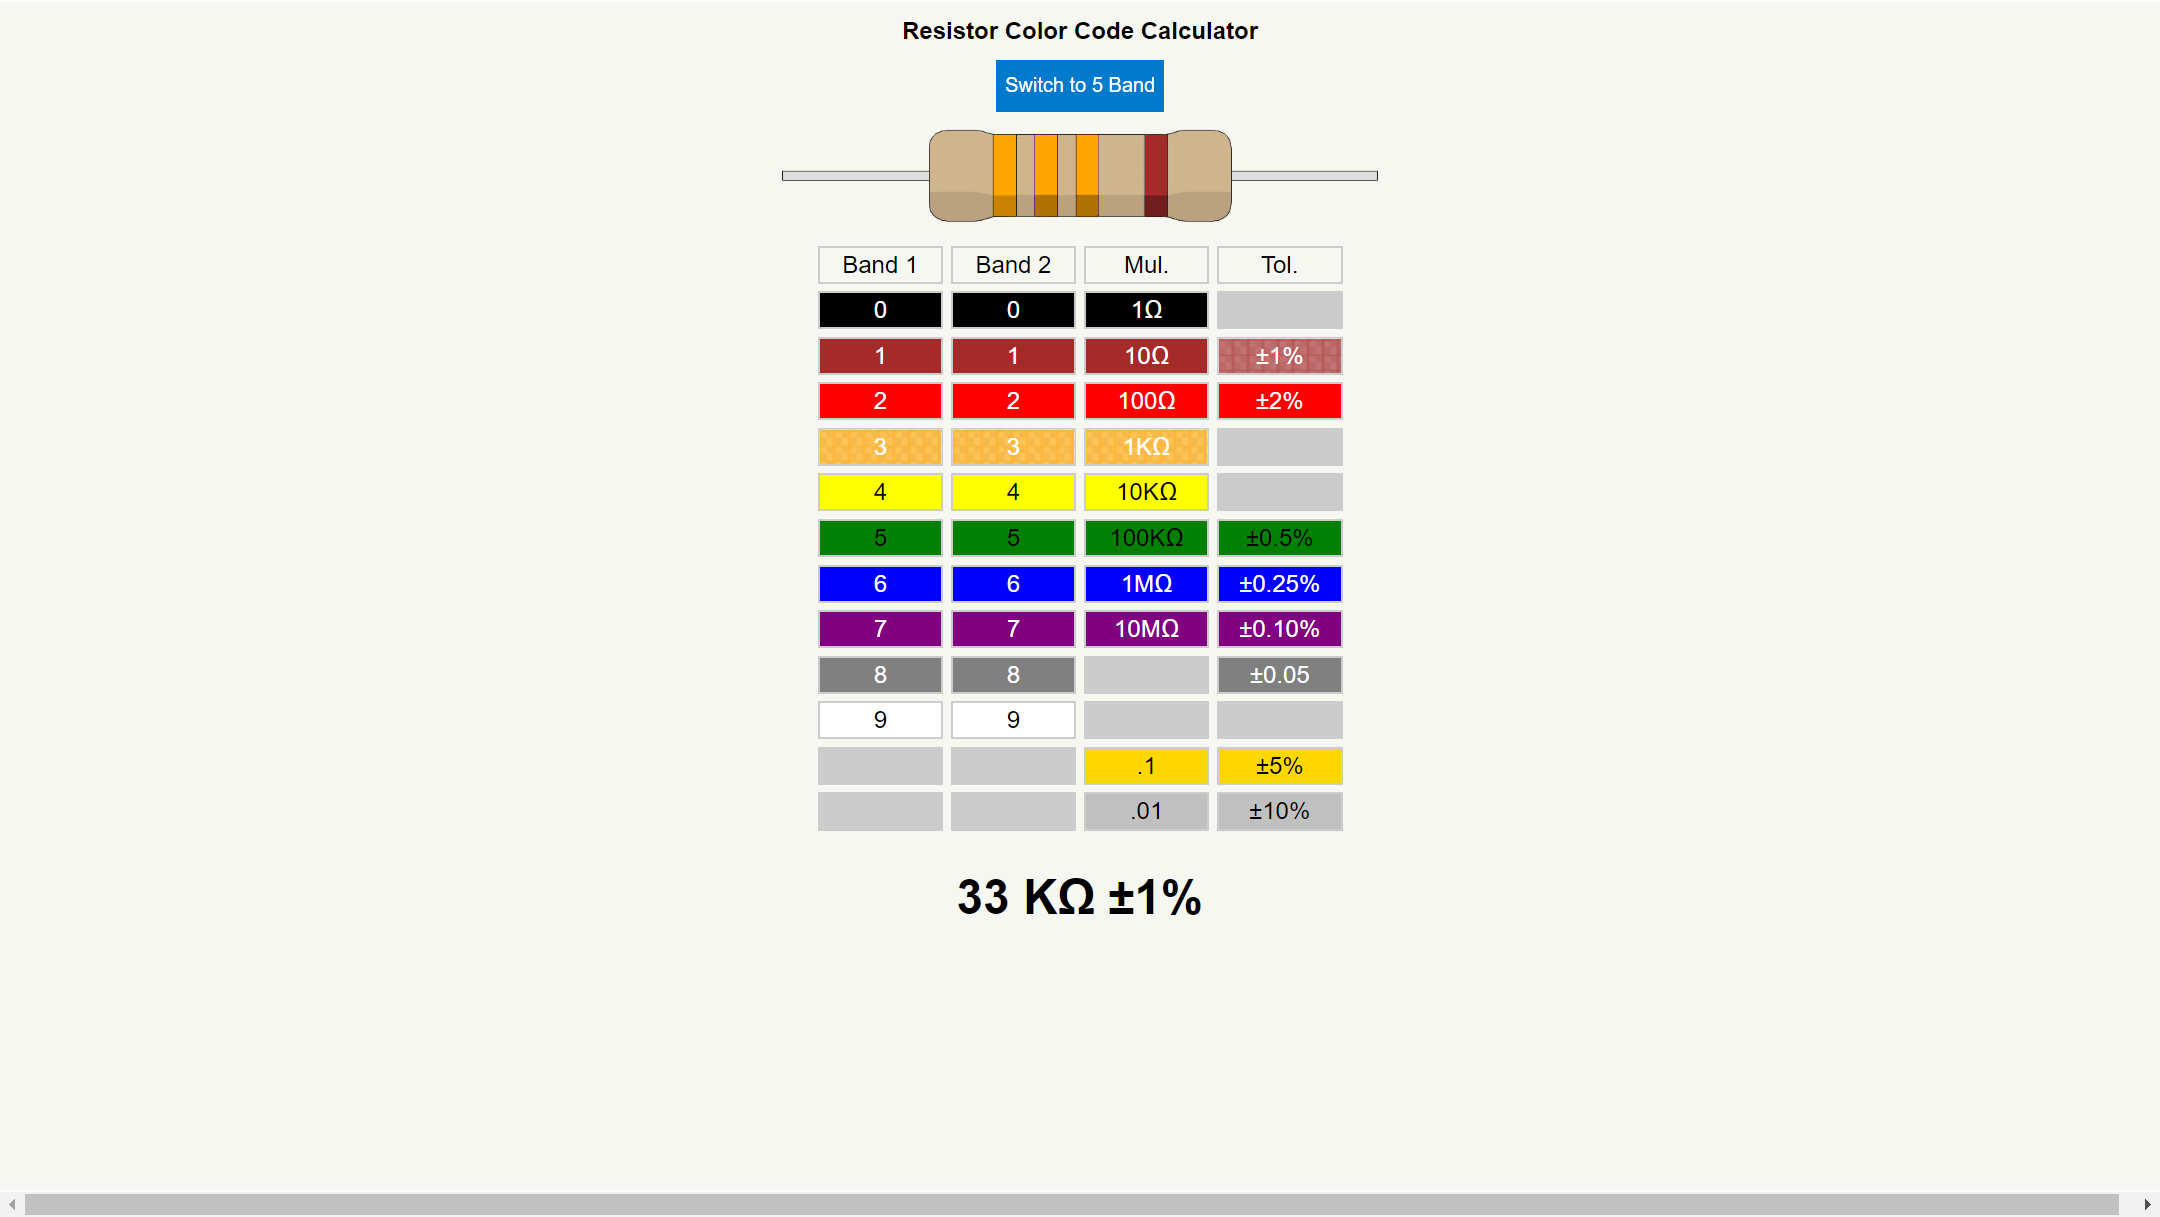 Resistor Color Code Calculator
Switch to 5 Band
Band 1 Band 2 Mul. Tol.
0 0 1Ω
1 1 10Ω ±1%
2 2 100Ω ±2%
3 3 1KΩ
4 4 10KΩ
5 5 100KΩ ±0.5%
6 6 1MΩ ±0.25%
7 7 10MΩ ±0.10%
8 8 ±0.05
9 9
.1 ±5%
.01 ±10%
33 KΩ ±1%